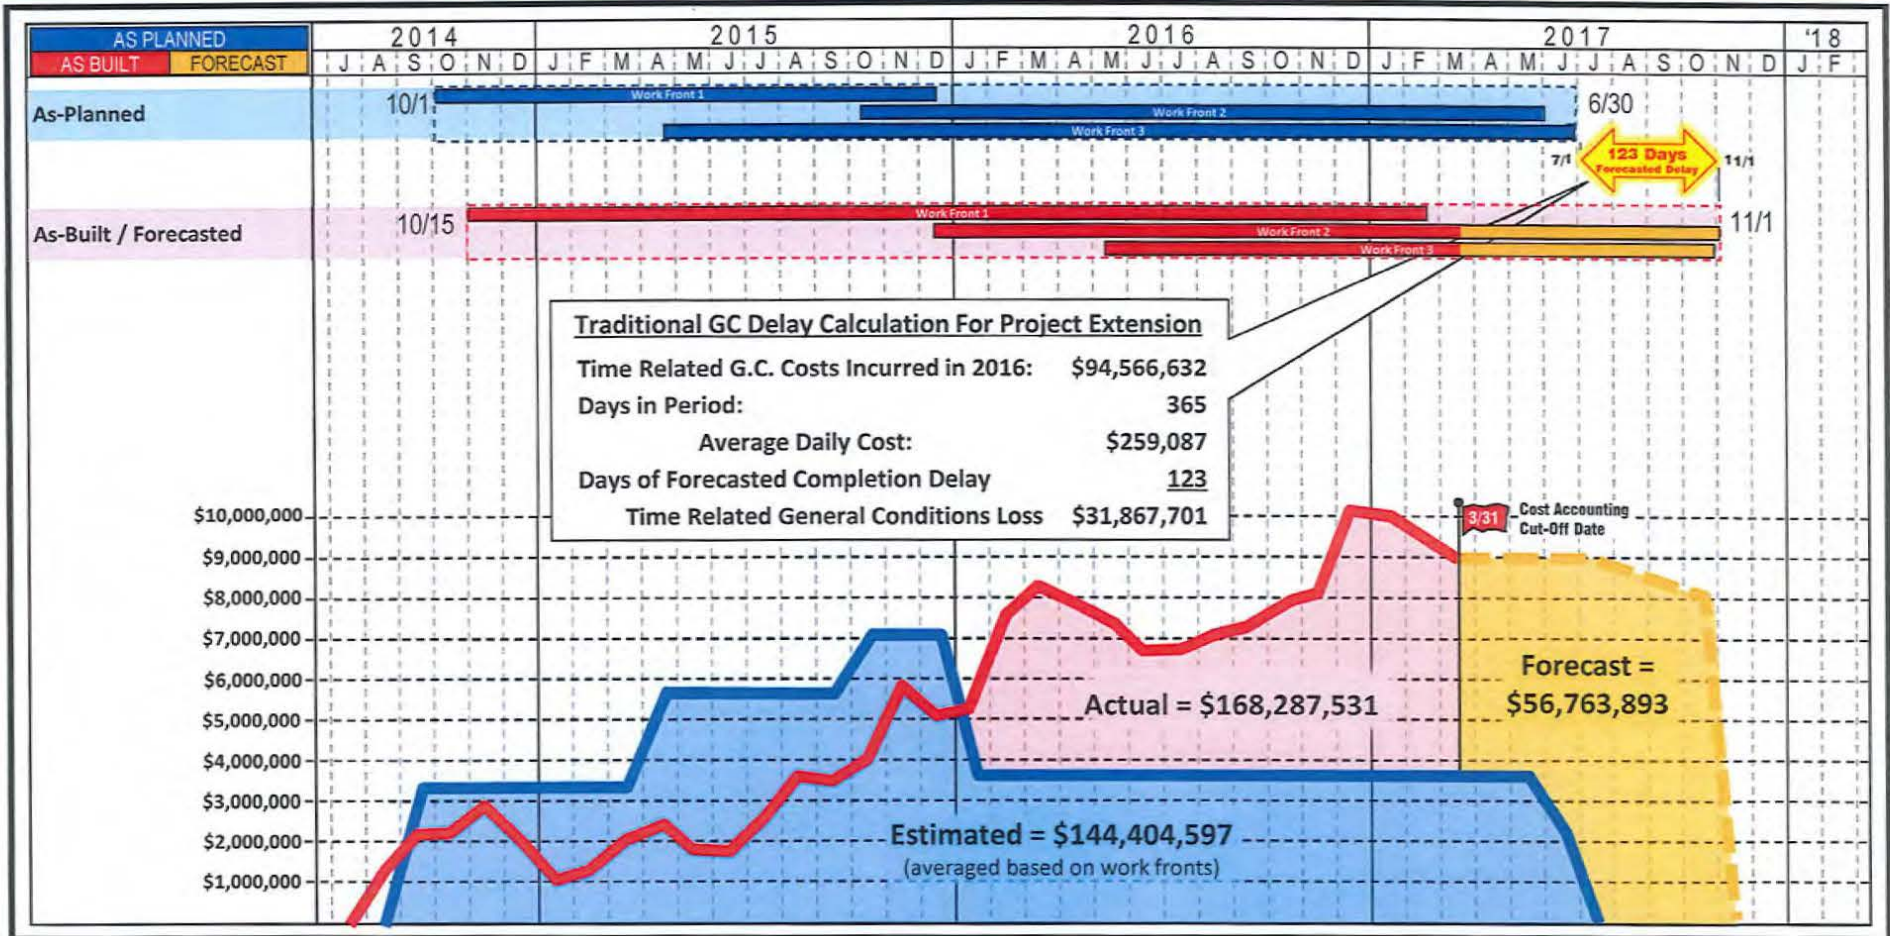 AS PLANNED
AS BUILT FORECAST
2014 2015 2016 2017 '18
J A S O N D J F M A M J J A S O N D J F M A M J J A S O N D J F M A M J J A S O N D J F
As-Planned
10/1
Work Front 1
Work Front 2
Work Front 3
6/30
7/1
123 Days
Forecasted Delay
11/1
As-Built / Forecasted
10/15
Work Front 1
Work Front 2
Work Front 3
11/1
Traditional GC Delay Calculation For Project Extension
Time Related G.C. Costs Incurred in 2016: $94,566,632
Days in Period: 365
Average Daily Cost: $259,087
Days of Forecasted Completion Delay 123
Time Related General Conditions Loss $31,867,701
$10,000,000
$9,000,000
$8,000,000
$7,000,000
$6,000,000
$5,000,000
$4,000,000
$3,000,000
$2,000,000
$1,000,000
3/31
Cost Accounting
Cut-Off Date
Actual = $168,287,531
Forecast =
$56,763,893
Estimated = $144,404,597
(averaged based on work fronts)